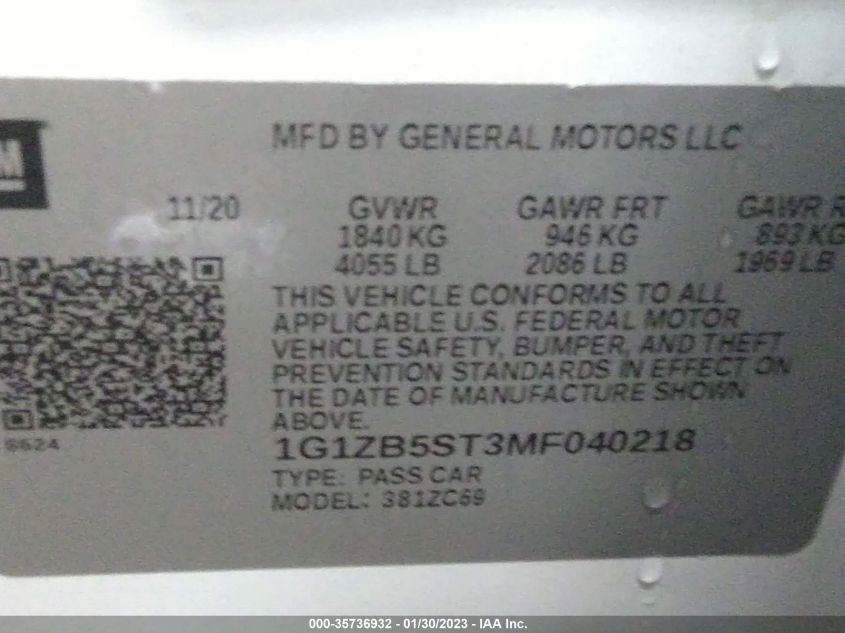 MFD BY GENERAL MOTORS LLC
11/20 GVWR GAWR FRT GAWR R
1840 KG 946 KG 893 KG
4055 LB 2086 LB 1969 LB
THIS VEHICLE CONFORMS TO ALL
APPLICABLE U.S. FEDERAL MOTOR
VEHICLE SAFETY, BUMPER, AND THEFT
PREVENTION STANDARDS IN EFFECT ON
THE DATE OF MANUFACTURE SHOWN
ABOVE.
1G1ZB5ST3MF040218
TYPE: PASS CAR
MODEL: 381ZC69
000-35736932 - 01/30/2023 - IAA Inc.